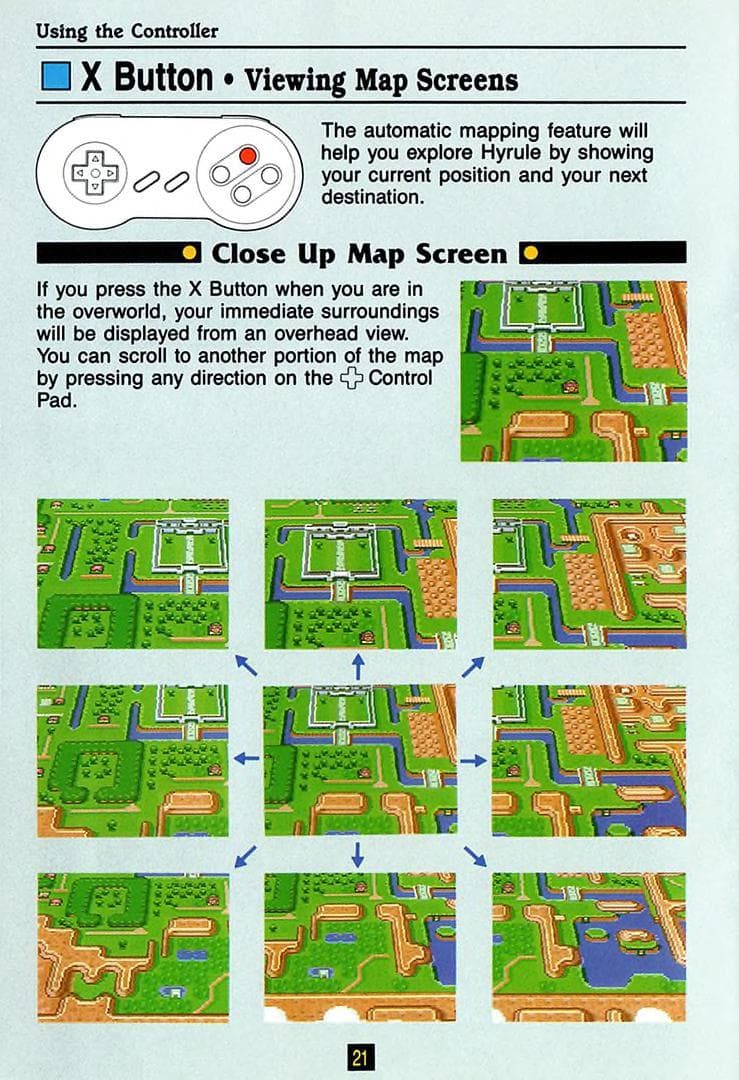 Using the Controller
X Button • Viewing Map Screens
The automatic mapping feature will
help you explore Hyrule by showing
your current position and your next
destination.
Close Up Map Screen
If you press the X Button when you are in
the overworld, your immediate surroundings
will be displayed from an overhead view.
You can scroll to another portion of the map
by pressing any direction on the Control
Pad.
21